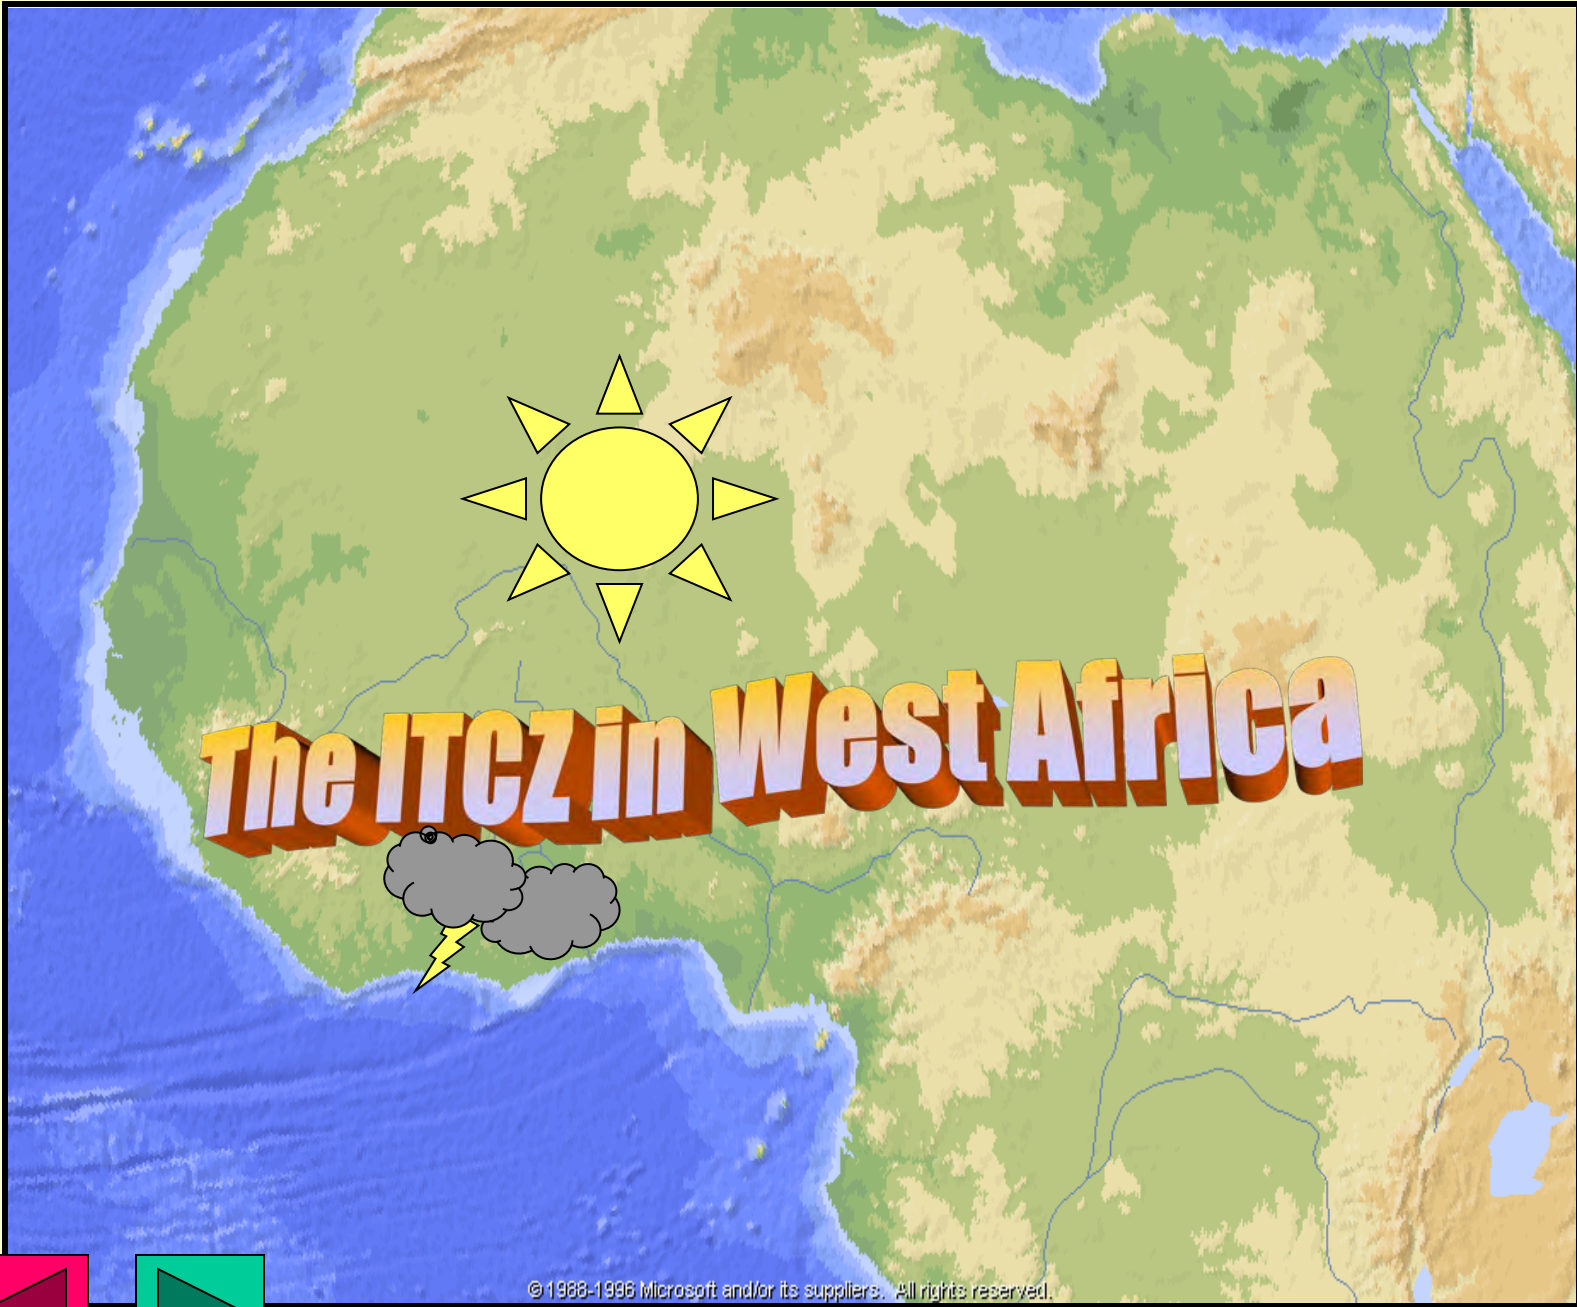 The ITCZ in West Africa
© 1988-1996 Microsoft and/or its suppliers. All rights reserved.